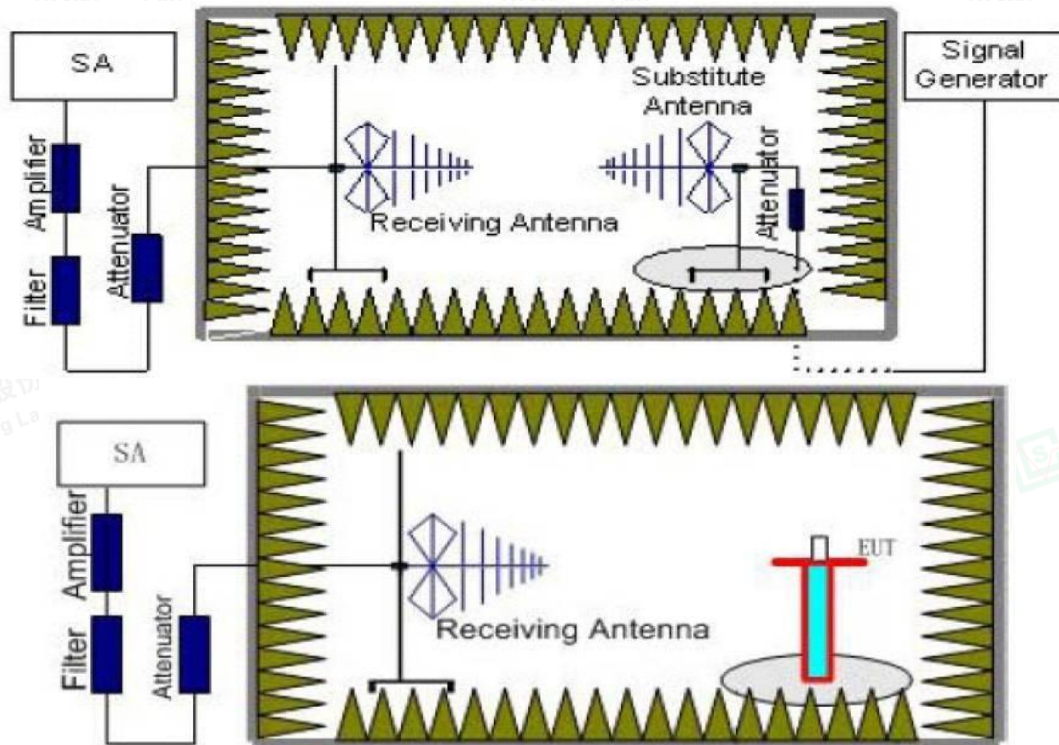 SA
Amplifier
Filter
Attenuator
Receiving Antenna
Substitute
Antenna
Attenuator
Signal
Generator
SA
Amplifier
Filter
Attenuator
Receiving Antenna
EUT